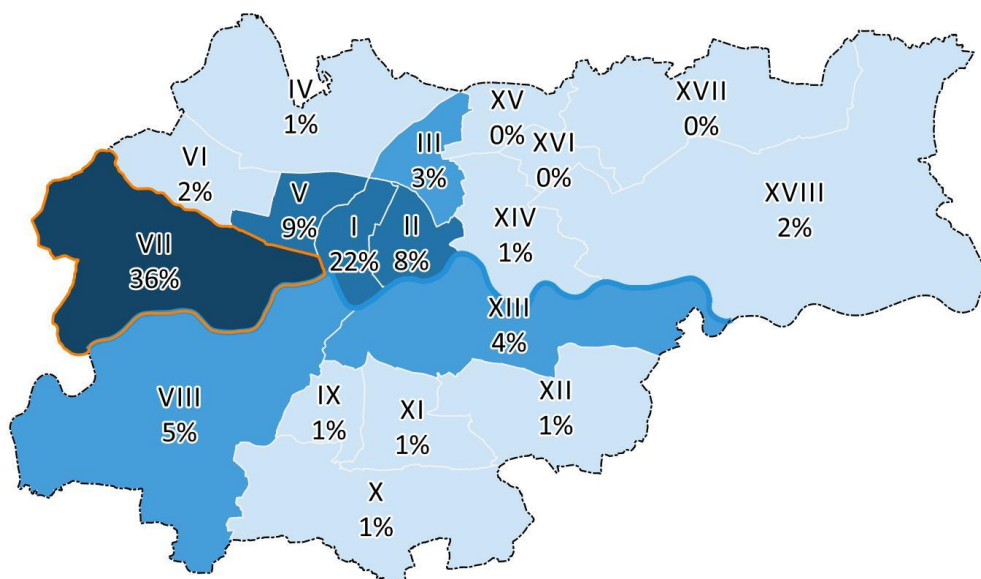 IV
1%
XV
0%
XVII
0%
III
3%
XVI
0%
VI
2%
V
9%
I
22%
II
8%
XIV
1%
XVIII
2%
VII
36%
XIII
4%
VIII
5%
IX
1%
XI
1%
XII
1%
X
1%